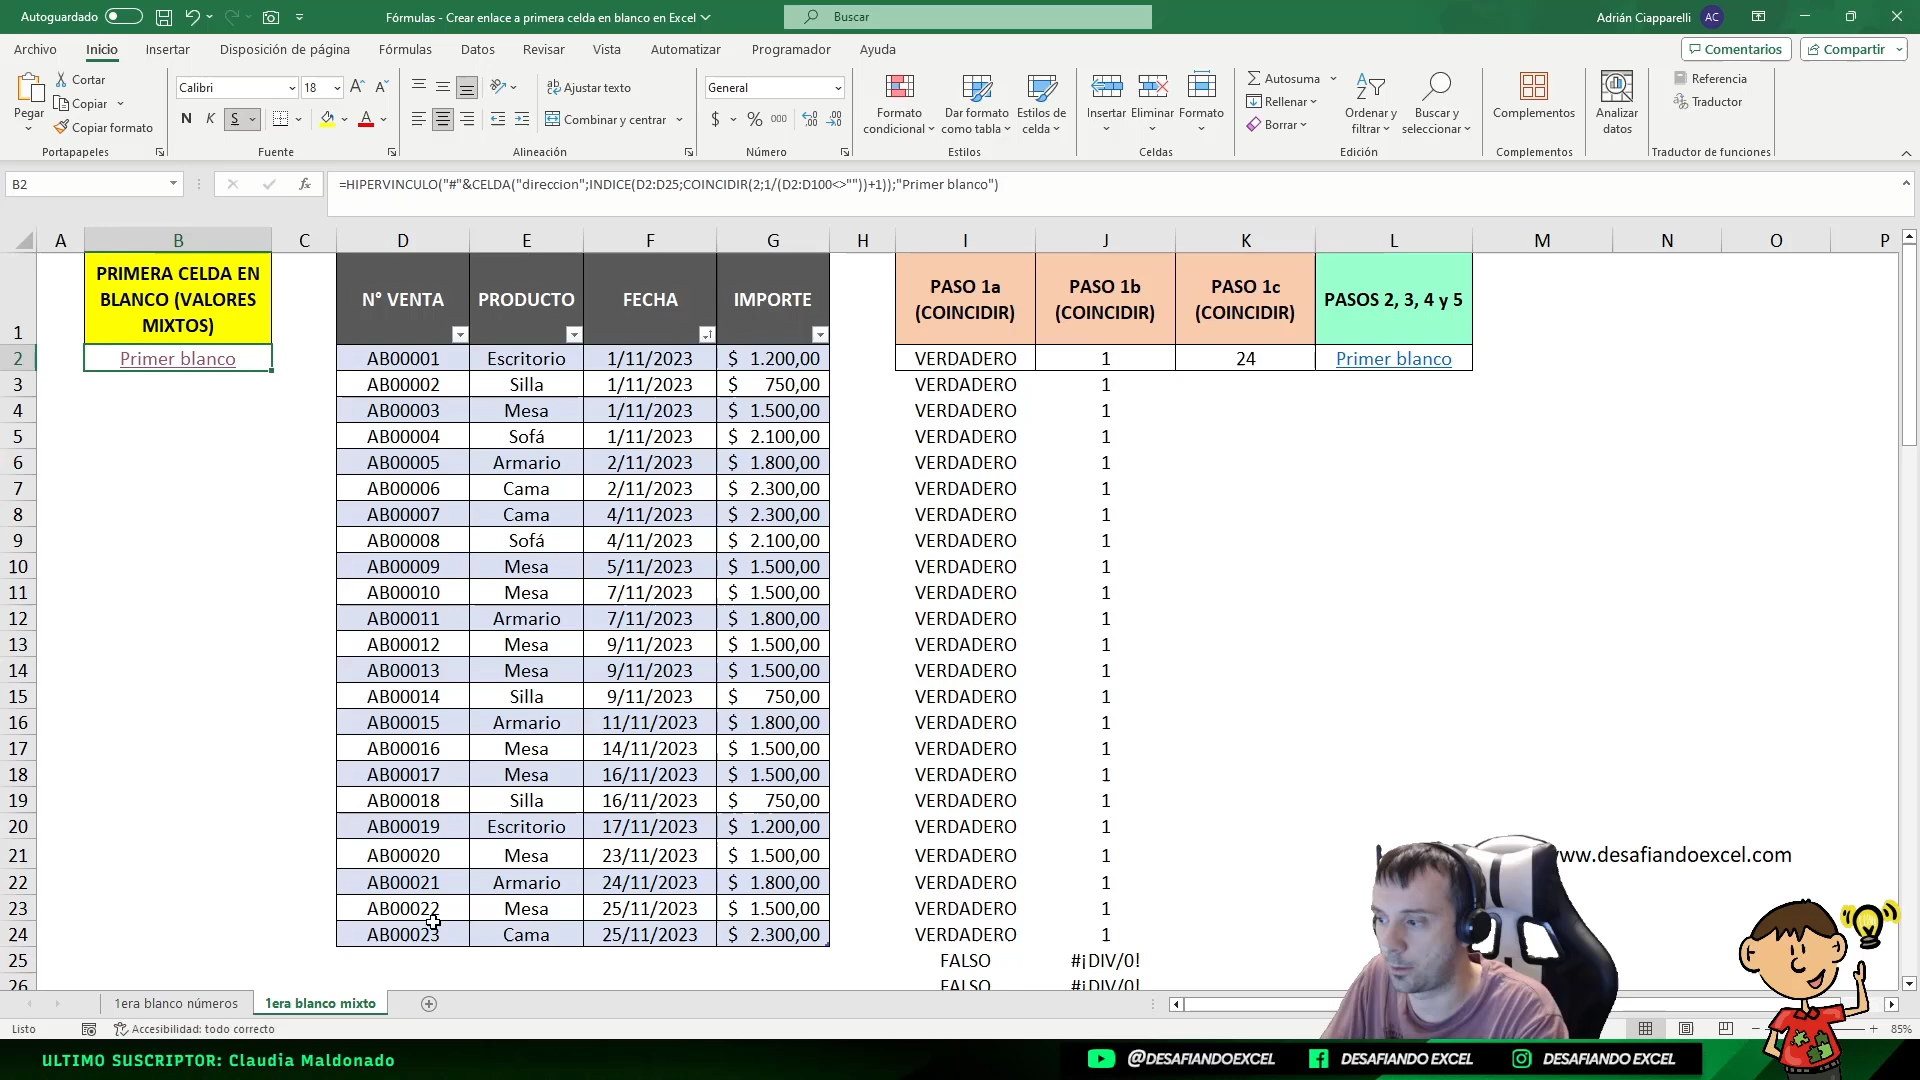 Autoguardado
Fórmulas - Crear enlace a primera celda en blanco en Excel
Buscar
Adrián Ciapparelli
AC
Archivo Inicio Insertar Disposición de página Fórmulas Datos Revisar Vista Automatizar Programador Ayuda
Comentarios
Compartir
Pegar
Cortar
Copiar
Copiar formato
Portapapeles
Calibri
18
N K S
Fuente
Ajustar texto
Combinar y centrar
Alineación
General
$ % 000
Número
Formato condicional
Dar formato como tabla
Estilos de celda
Estilos
Insertar Eliminar Formato
Celdas
Autosuma
Rellenar
Borrar
Ordenar y filtrar
Buscar y seleccionar
Edición
Complementos
Complementos
Analizar datos
Referencia
Traductor
Traductor de funciones
B2
fx
=HIPERVINCULO("#"&CELDA("direccion";INDICE(D2:D25;COINCIDIR(2;1/(D2:D100<>""))+1));"Primer blanco")
A B C D E F G H I J K L M N O P
1 PRIMERA CELDA EN BLANCO (VALORES MIXTOS) N° VENTA PRODUCTO FECHA IMPORTE PASO 1a (COINCIDIR) PASO 1b (COINCIDIR) PASO 1c (COINCIDIR) PASOS 2, 3, 4 y 5
2 Primer blanco AB00001 Escritorio 1/11/2023 $ 1.200,00 VERDADERO 1 24 Primer blanco
3 AB00002 Silla 1/11/2023 $ 750,00 VERDADERO 1
4 AB00003 Mesa 1/11/2023 $ 1.500,00 VERDADERO 1
5 AB00004 Sofá 1/11/2023 $ 2.100,00 VERDADERO 1
6 AB00005 Armario 2/11/2023 $ 1.800,00 VERDADERO 1
7 AB00006 Cama 2/11/2023 $ 2.300,00 VERDADERO 1
8 AB00007 Cama 4/11/2023 $ 2.300,00 VERDADERO 1
9 AB00008 Sofá 4/11/2023 $ 2.100,00 VERDADERO 1
10 AB00009 Mesa 5/11/2023 $ 1.500,00 VERDADERO 1
11 AB00010 Mesa 7/11/2023 $ 1.500,00 VERDADERO 1
12 AB00011 Armario 7/11/2023 $ 1.800,00 VERDADERO 1
13 AB00012 Mesa 9/11/2023 $ 1.500,00 VERDADERO 1
14 AB00013 Mesa 9/11/2023 $ 1.500,00 VERDADERO 1
15 AB00014 Silla 9/11/2023 $ 750,00 VERDADERO 1
16 AB00015 Armario 11/11/2023 $ 1.800,00 VERDADERO 1
17 AB00016 Mesa 14/11/2023 $ 1.500,00 VERDADERO 1
18 AB00017 Mesa 16/11/2023 $ 1.500,00 VERDADERO 1
19 AB00018 Silla 16/11/2023 $ 750,00 VERDADERO 1
20 AB00019 Escritorio 17/11/2023 $ 1.200,00 VERDADERO 1
21 AB00020 Mesa 23/11/2023 $ 1.500,00 VERDADERO 1 ww.desafiandoexcel.com
22 AB00021 Armario 24/11/2023 $ 1.800,00 VERDADERO 1
23 AB00022 Mesa 25/11/2023 $ 1.500,00 VERDADERO 1
24 AB00023 Cama 25/11/2023 $ 2.300,00 VERDADERO 1
25 FALSO #¡DIV/0!
26 FALSO #¡DIV/0!
1era blanco números
1era blanco mixto
Listo
Accesibilidad: todo correcto
85%
ULTIMO SUSCRIPTOR: Claudia Maldonado
@DESAFIANDOEXCEL
DESAFIANDO EXCEL
DESAFIANDO EXCEL